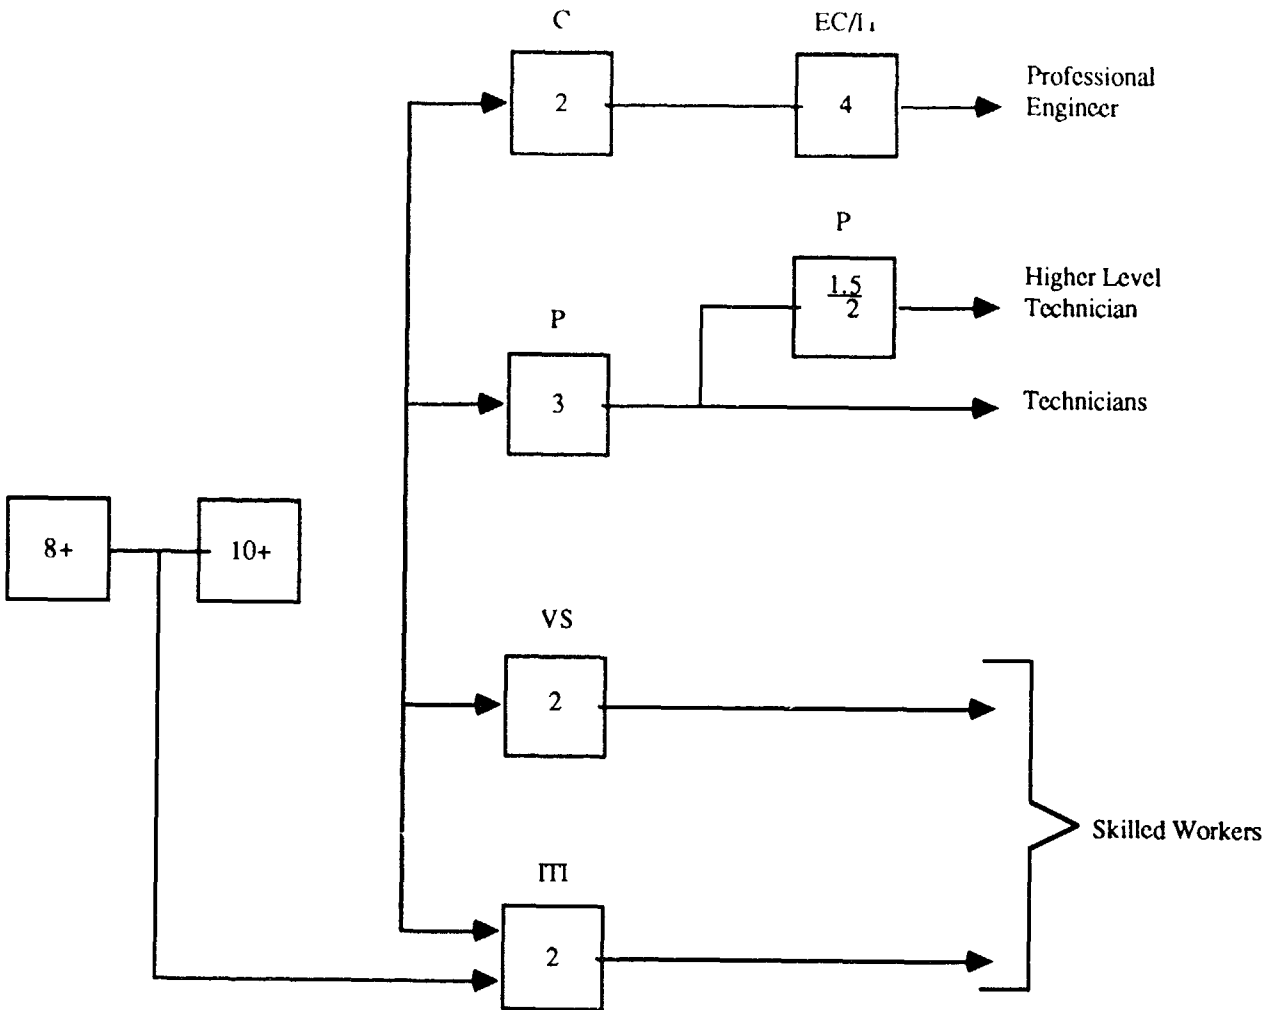 C
EC/I
2
4
Professional
Engineer
P
1.5
2
Higher Level
Technician
P
3
Technicians
8+
10+
VS
2
Skilled Workers
ITI
2